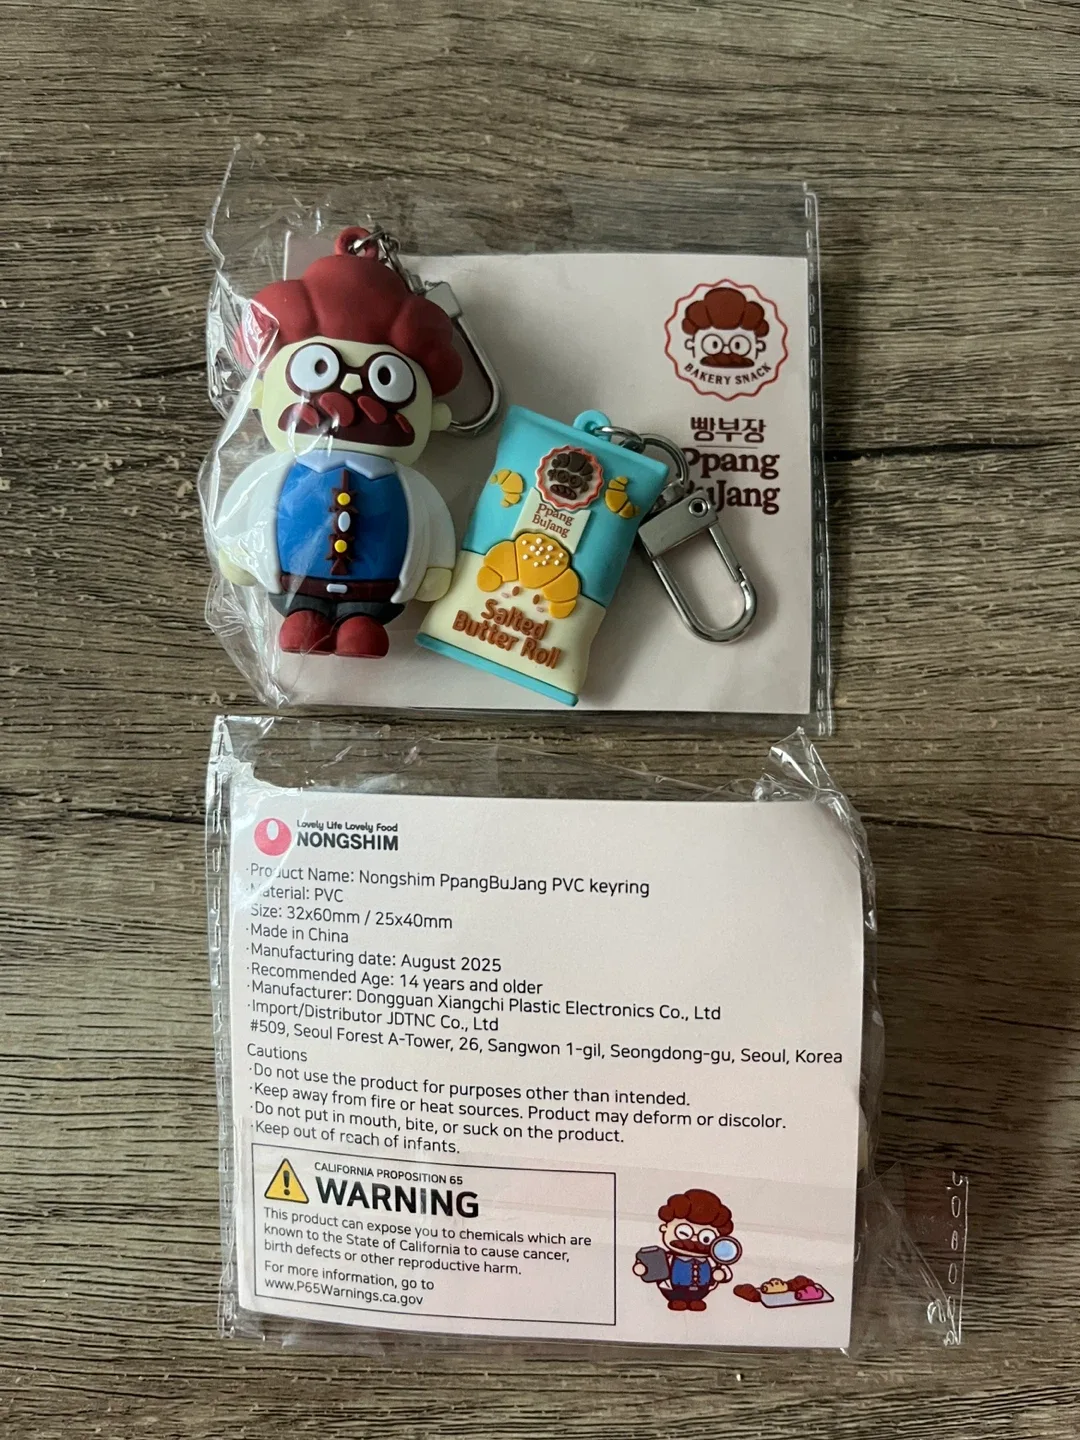 BAKERY SNACK
빵부장
Ppang
BuJang
Ppang
BuJang
Salted
Butter Roll
Lovely Life Lovely Food
NONGSHIM
·Product Name: Nongshim PpangBuJang PVC keyring
·Material: PVC
·Size: 32x60mm / 25x40mm
·Made in China
·Manufacturing date: August 2025
·Recommended Age: 14 years and older
·Manufacturer: Dongguan Xiangchi Plastic Electronics Co., Ltd
·Import/Distributor JDTNC Co., Ltd
#509, Seoul Forest A-Tower, 26, Sangwon 1-gil, Seongdong-gu, Seoul, Korea
Cautions
·Do not use the product for purposes other than intended.
·Keep away from fire or heat sources. Product may deform or discolor.
·Do not put in mouth, bite, or suck on the product.
·Keep out of reach of infants.
CALIFORNIA PROPOSITION 65
WARNING
This product can expose you to chemicals which are
known to the State of California to cause cancer,
birth defects or other reproductive harm.
For more information, go to
www.P65Warnings.ca.gov